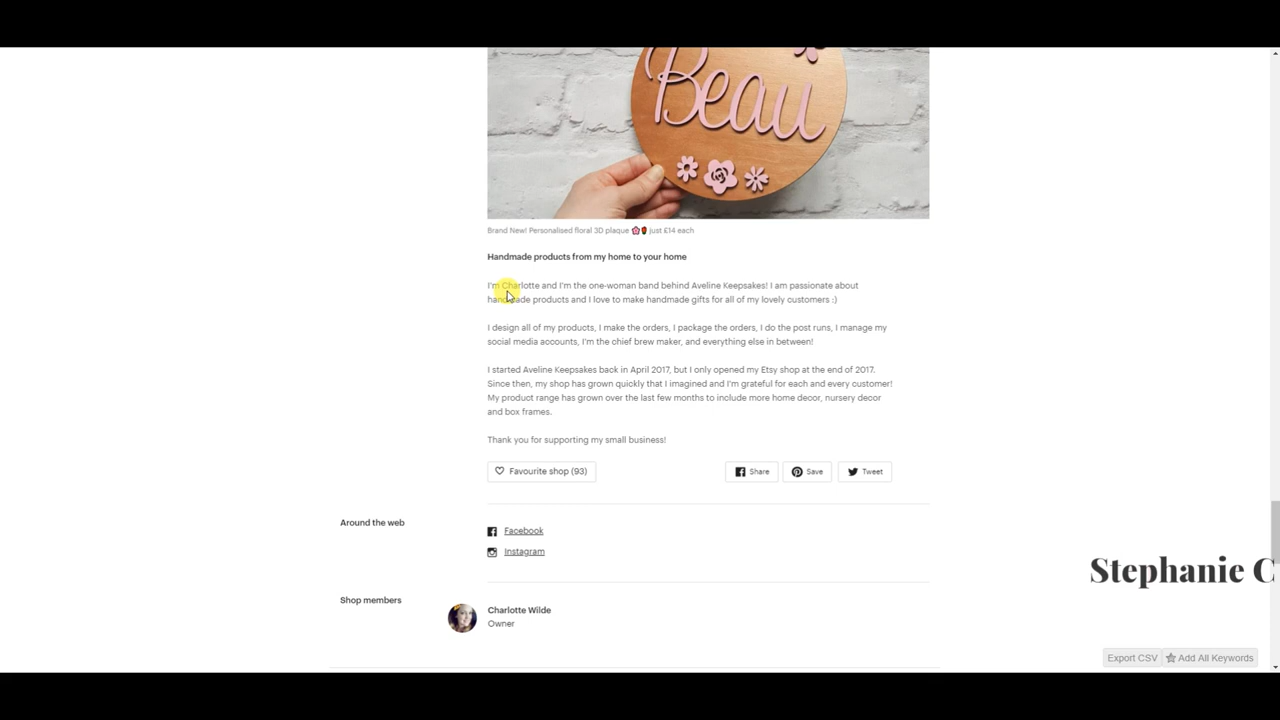 Beau
Brand New! Personalised floral 3D plaque 🌸🌷 just £14 each
Handmade products from my home to your home
I'm Charlotte and I'm the one-woman band behind Aveline Keepsakes! I am passionate about
handmade products and I love to make handmade gifts for all of my lovely customers :)
I design all of my products, I make the orders, I package the orders, I do the post runs, I manage my
social media accounts, I'm the chief brew maker, and everything else in between!
I started Aveline Keepsakes back in April 2017, but I only opened my Etsy shop at the end of 2017.
Since then, my shop has grown quickly that I imagined and I'm grateful for each and every customer!
My product range has grown over the last few months to include more home decor, nursery decor
and box frames.
Thank you for supporting my small business!
Favourite shop (93)
Share
Save
Tweet
Around the web
Facebook
Instagram
Stephanie C
Shop members
Charlotte Wilde
Owner
Export CSV
Add All Keywords